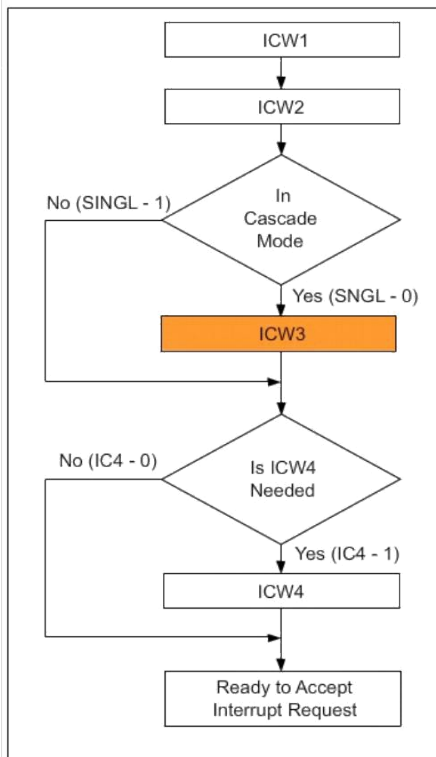 ICW1
ICW2
In
Cascade
Mode
No (SINGL - 1)
Yes (SNGL - 0)
ICW3
No (IC4 - 0)
Is ICW4
Needed
Yes (IC4 - 1)
ICW4
Ready to Accept
Interrupt Request